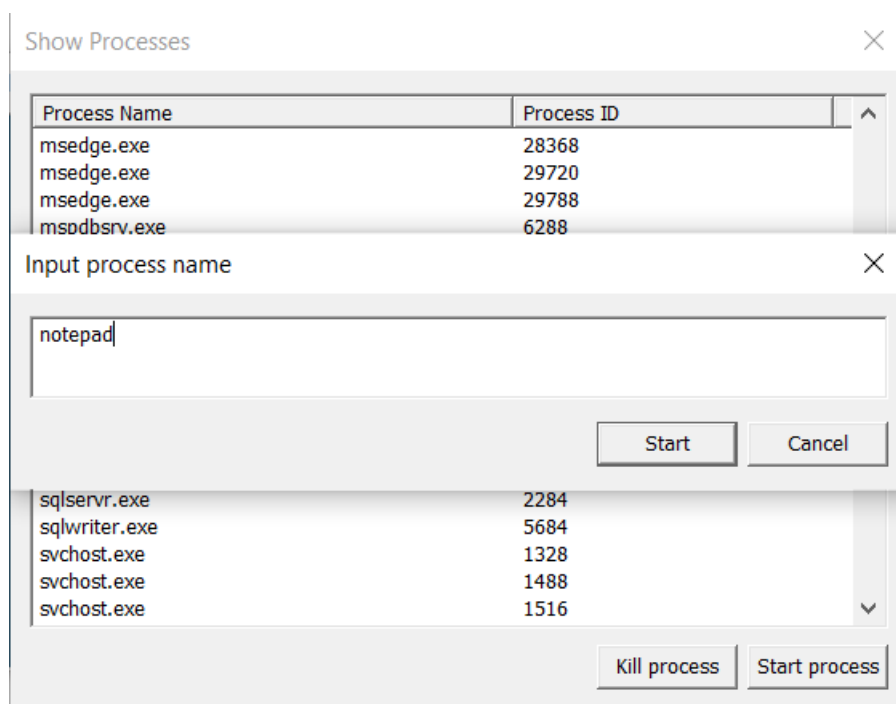 Show Processes
Process Name Process ID
msedge.exe 28368
msedge.exe 29720
msedge.exe 29788
mspdbsrv.exe 6288
Input process name
notepad
Start Cancel
sqlservr.exe 2284
sqlwriter.exe 5684
svchost.exe 1328
svchost.exe 1488
svchost.exe 1516
Kill process Start process